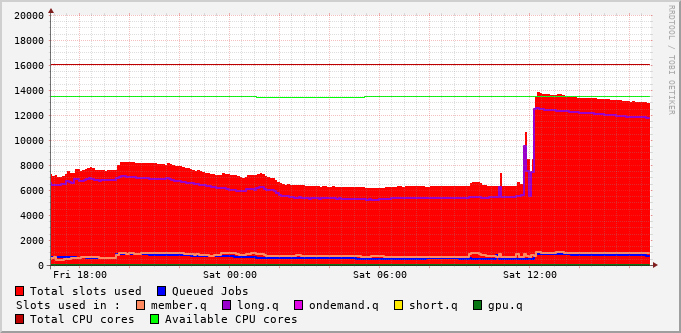 20000
18000
16000
14000
12000
10000
8000
6000
4000
2000
0
Fri 18:00 Sat 00:00 Sat 06:00 Sat 12:00
RRDTOOL / TOBI OETIKER
Total slots used Queued Jobs
Slots used in : member.q long.q ondemand.q short.q gpu.q
Total CPU cores Available CPU cores